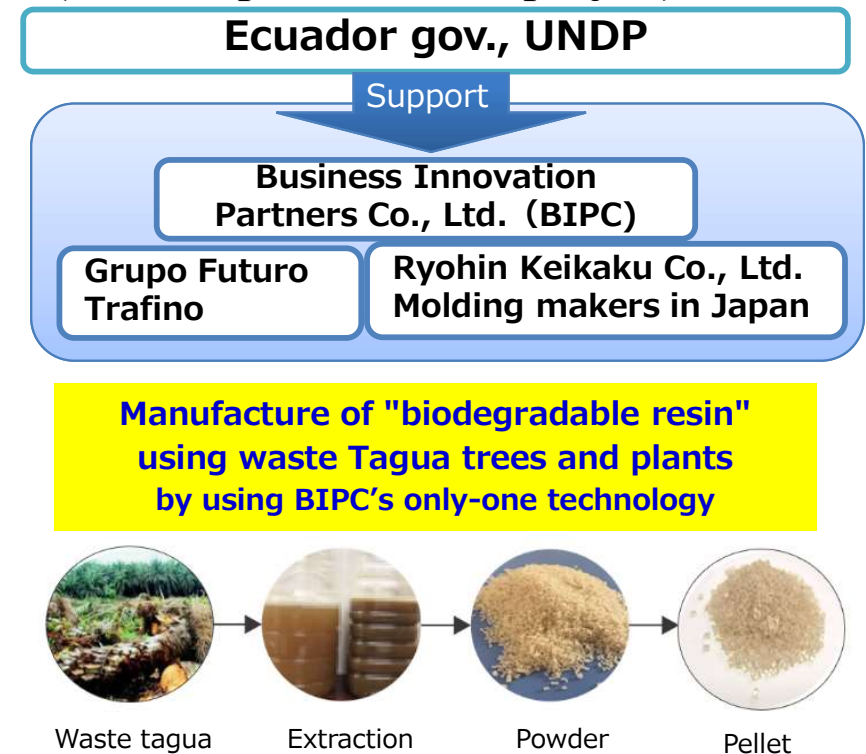 Ecuador gov., UNDP
Support
Business Innovation
Partners Co., Ltd.（BIPC)
Grupo Futuro
Trafino
Ryohin Keikaku Co., Ltd.
Molding makers in Japan
Manufacture of "biodegradable resin"
using waste Tagua trees and plants
by using BIPC’s only-one technology
Waste tagua
Extraction
Powder
Pellet